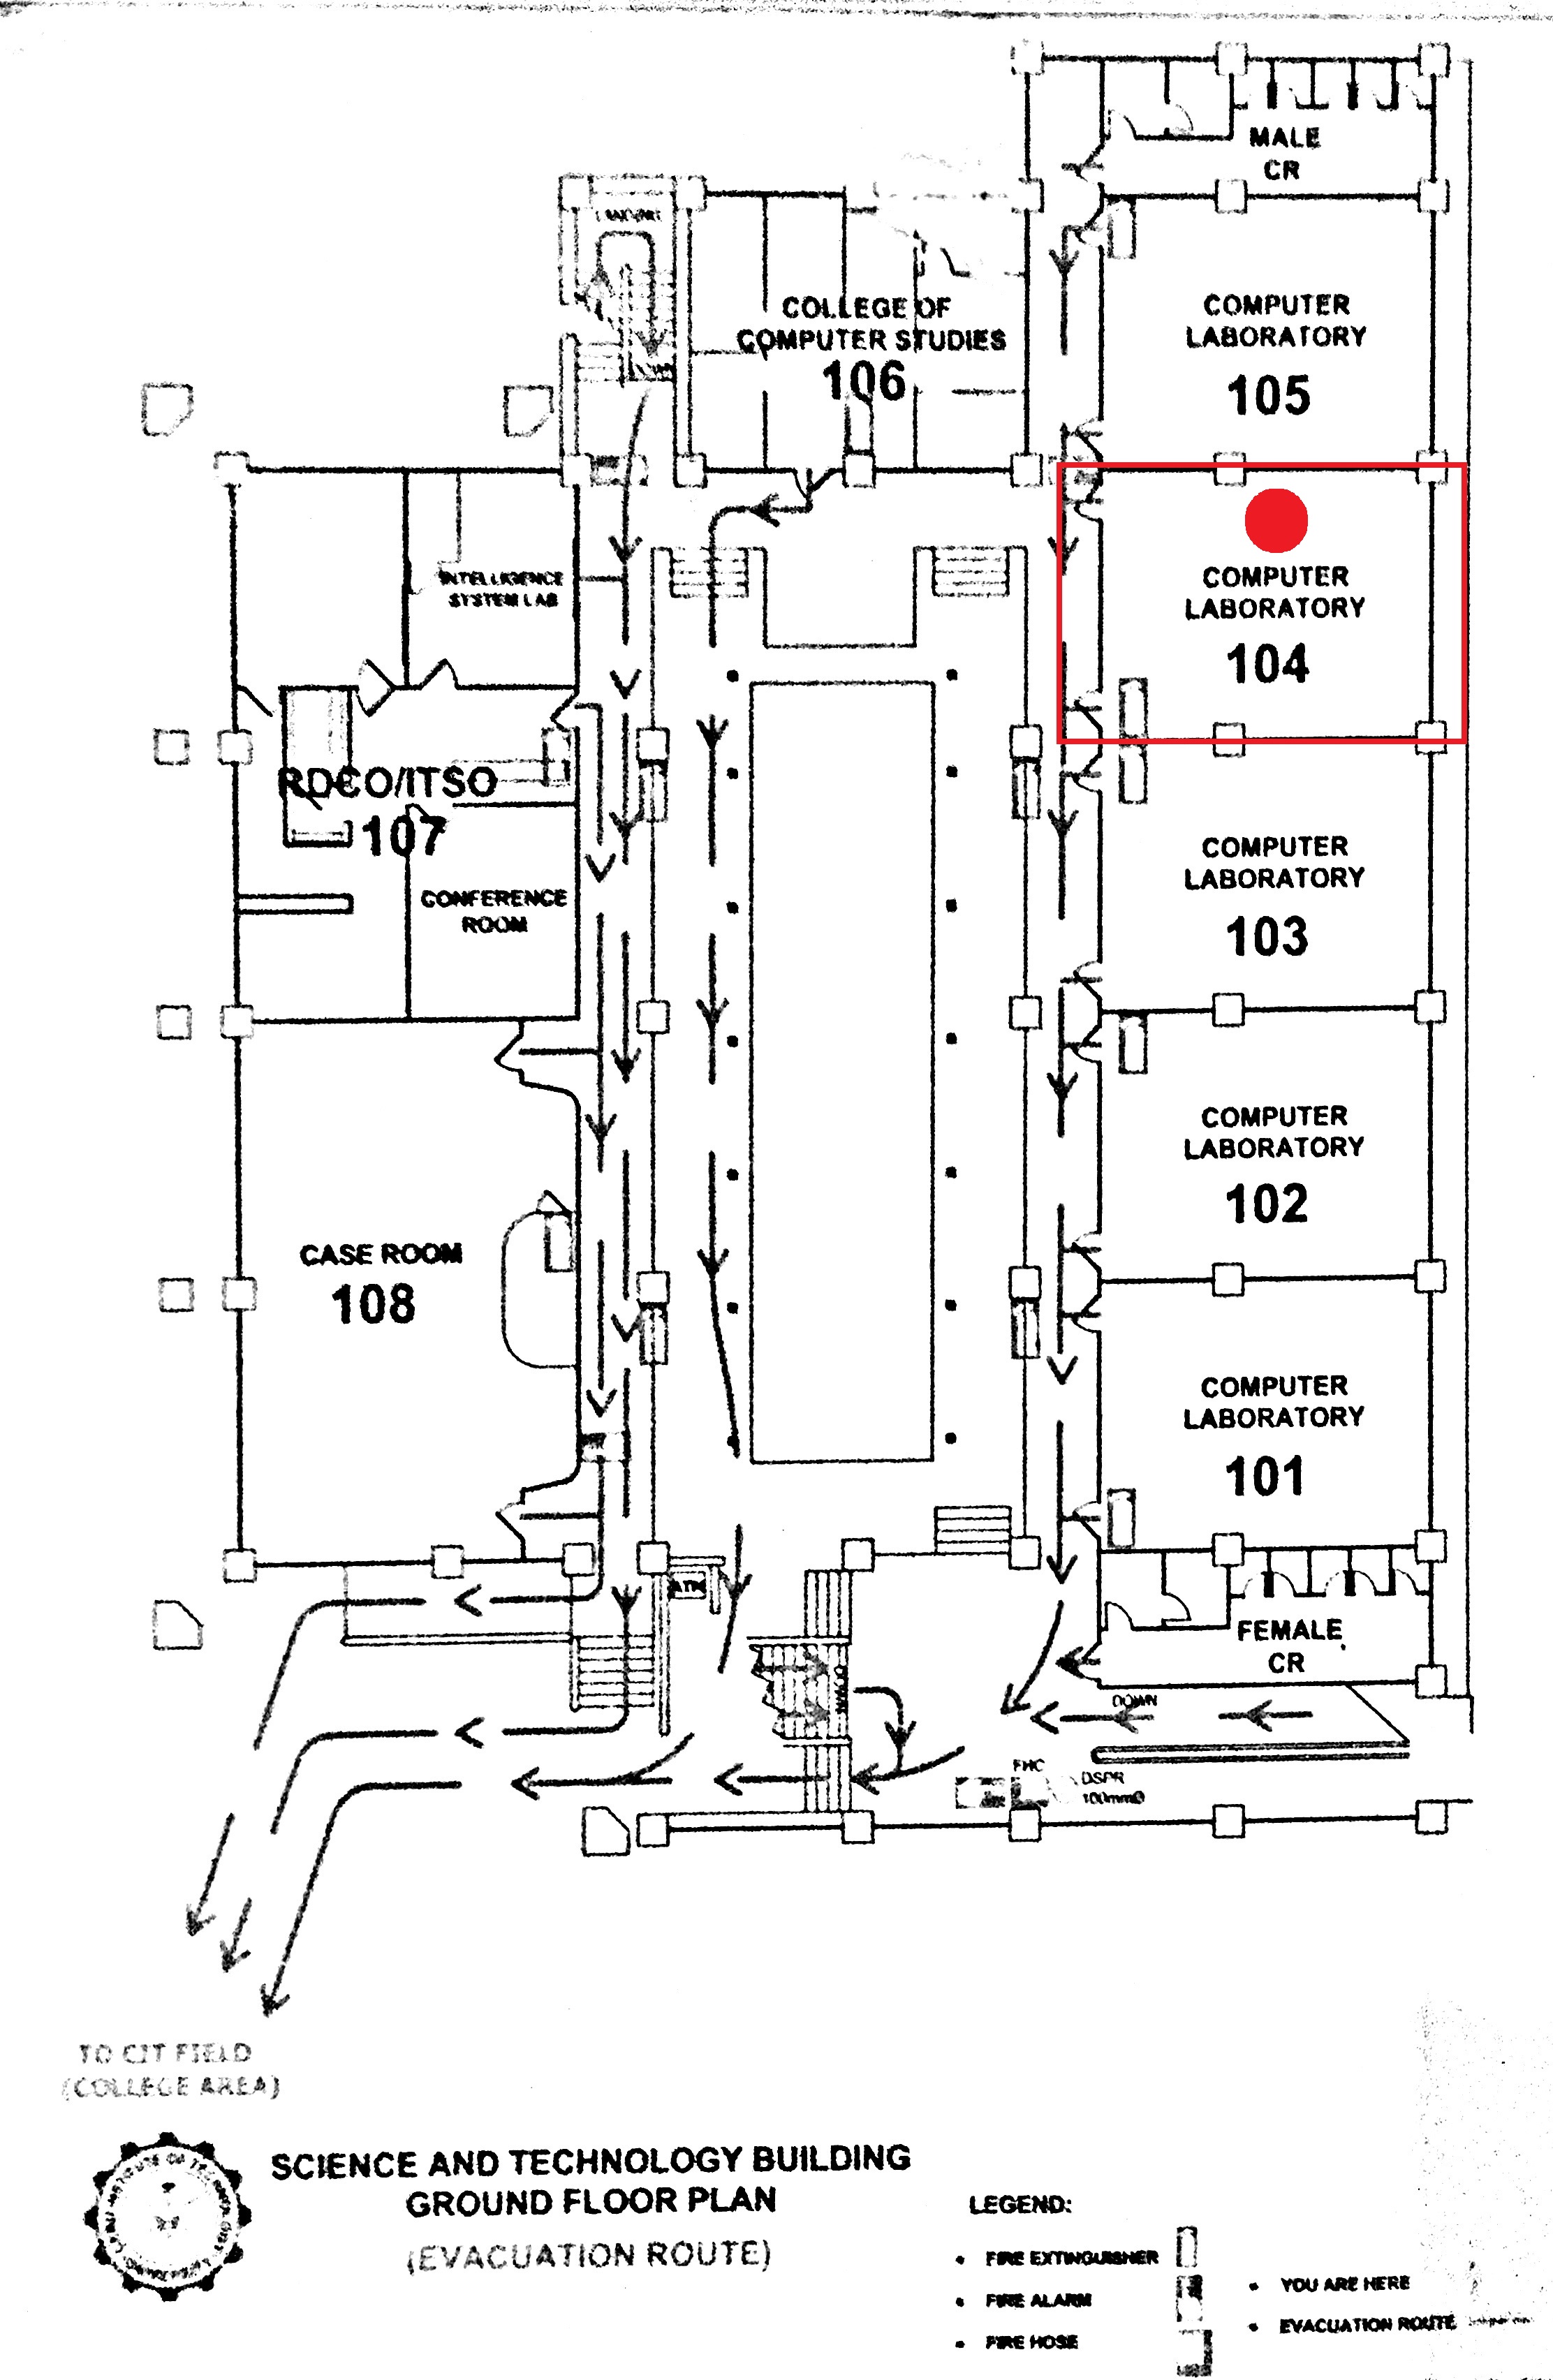 MALE
CR
COLLEGE OF
COMPUTER STUDIES
106
COMPUTER
LABORATORY
105
INTELLIGENCE
SYSTEM LAB
COMPUTER
LABORATORY
104
RDCO/ITSO
107
CONFERENCE
ROOM
COMPUTER
LABORATORY
103
COMPUTER
LABORATORY
102
CASE ROOM
108
COMPUTER
LABORATORY
101
ATM
FEMALE
CR
DOWN
DOWN
FHC
DSPR
100mmØ
TO CIT FIELD
(COLLEGE AREA)
SCIENCE AND TECHNOLOGY BUILDING
GROUND FLOOR PLAN
(EVACUATION ROUTE)
LEGEND:
• FIRE EXTINGUISHER
• FIRE ALARM
• FIRE HOSE
• YOU ARE HERE
• EVACUATION ROUTE